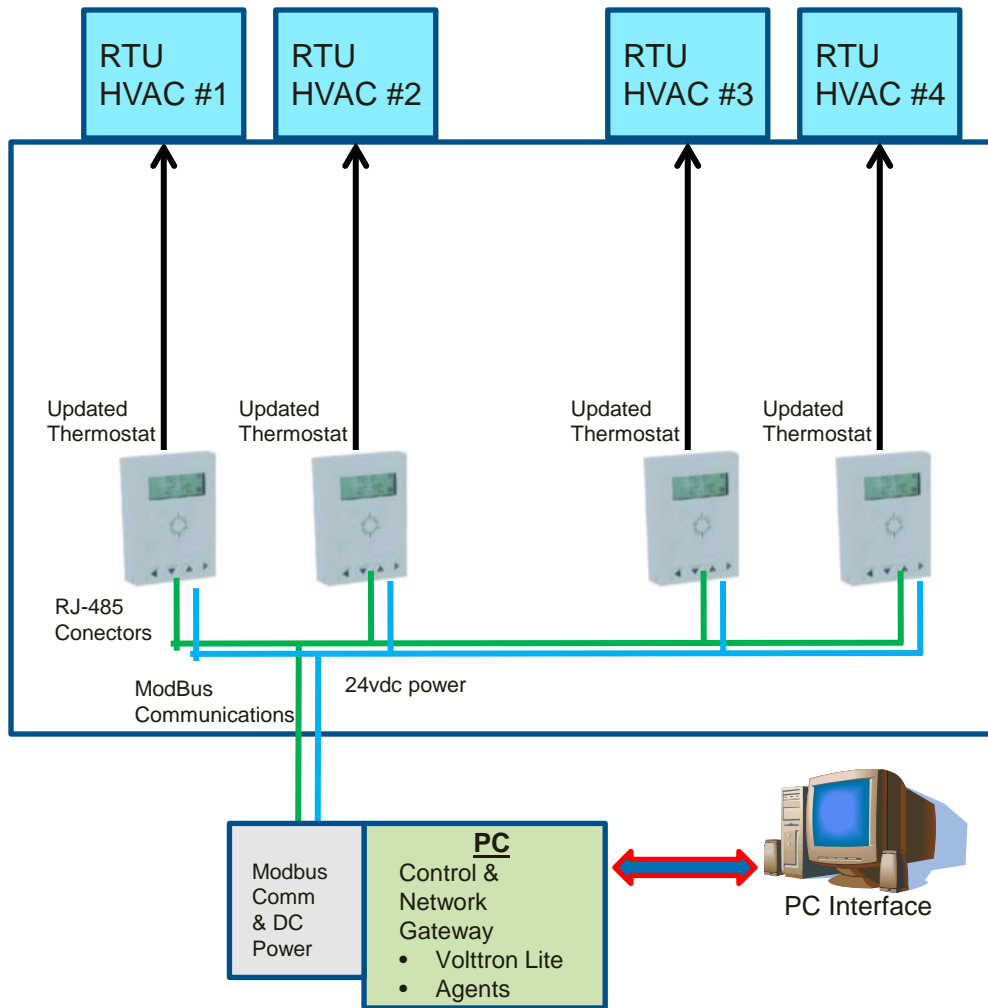 RTU
HVAC #1
RTU
HVAC #2
RTU
HVAC #3
RTU
HVAC #4
Updated
Thermostat
Updated
Thermostat
Updated
Thermostat
Updated
Thermostat
RJ-485
Conectors
ModBus
Communications
24vdc power
Modbus
Comm
& DC
Power
PC
Control &
Network
Gateway
• Volttron Lite
• Agents
PC Interface